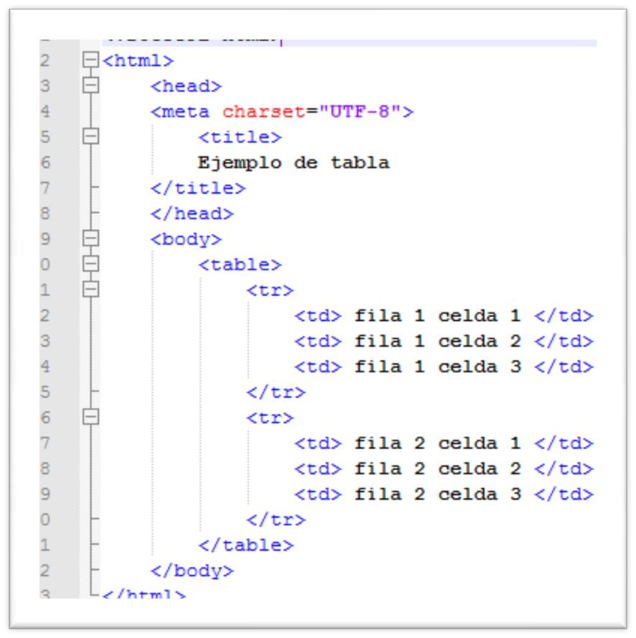 2 <html>
3 <head>
4 <meta charset="UTF-8">
5 <title>
6 Ejemplo de tabla
7 </title>
8 </head>
9 <body>
0 <table>
1 <tr>
2 <td> fila 1 celda 1 </td>
3 <td> fila 1 celda 2 </td>
4 <td> fila 1 celda 3 </td>
5 </tr>
6 <tr>
7 <td> fila 2 celda 1 </td>
8 <td> fila 2 celda 2 </td>
9 <td> fila 2 celda 3 </td>
0 </tr>
1 </table>
2 </body>
3 </html>